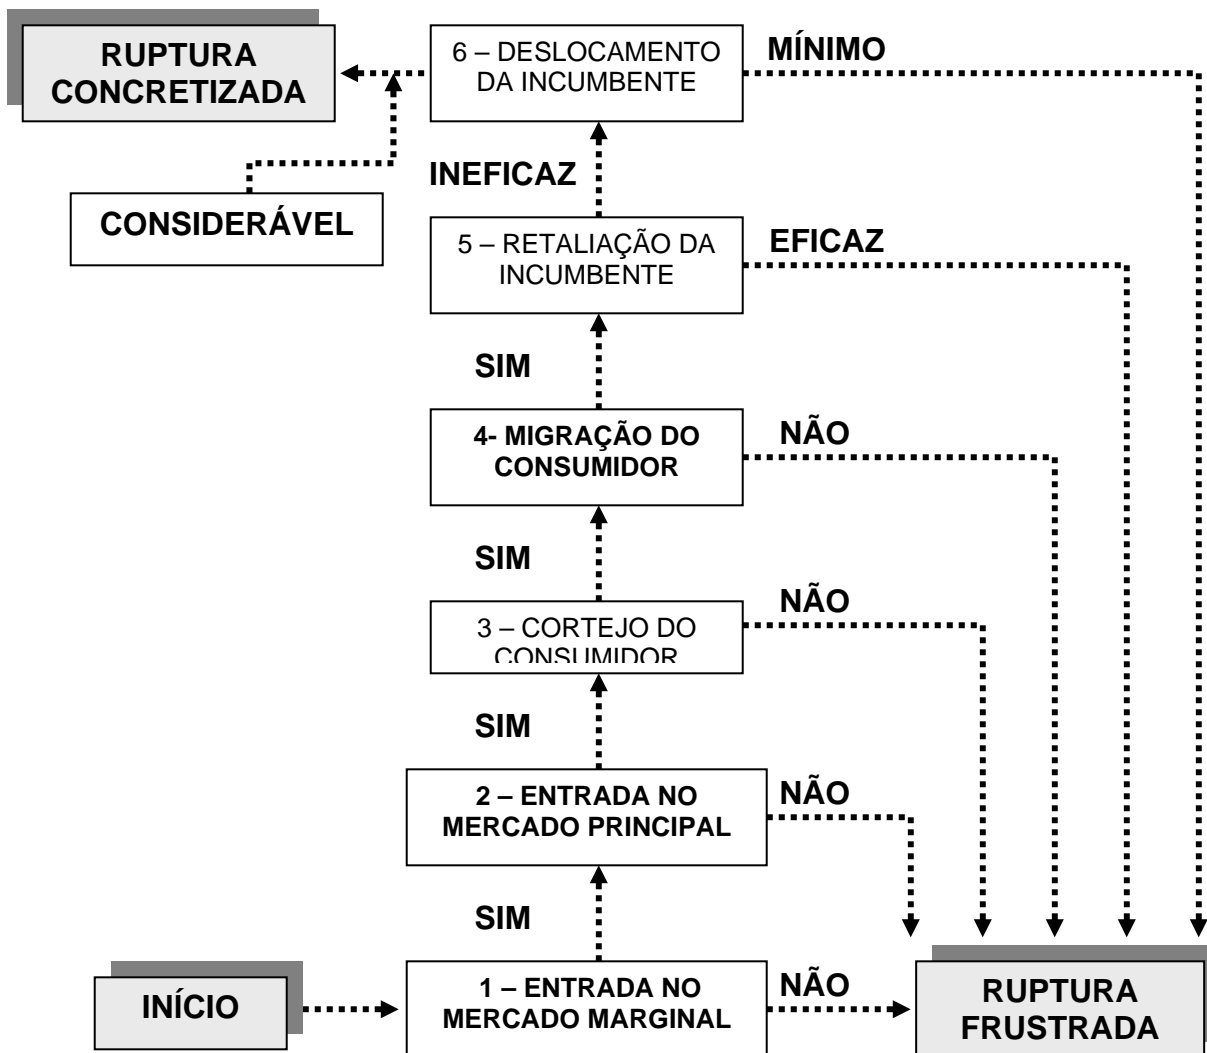 RUPTURA
CONCRETIZADA
6 – DESLOCAMENTO
DA INCUMBENTE
MÍNIMO
INEFICAZ
CONSIDERÁVEL
5 – RETALIAÇÃO DA
INCUMBENTE
EFICAZ
SIM
4- MIGRAÇÃO DO
CONSUMIDOR
NÃO
SIM
3 – CORTEJO DO
CONSUMIDOR
NÃO
SIM
2 – ENTRADA NO
MERCADO PRINCIPAL
NÃO
SIM
INÍCIO
1 – ENTRADA NO
MERCADO MARGINAL
NÃO
RUPTURA
FRUSTRADA